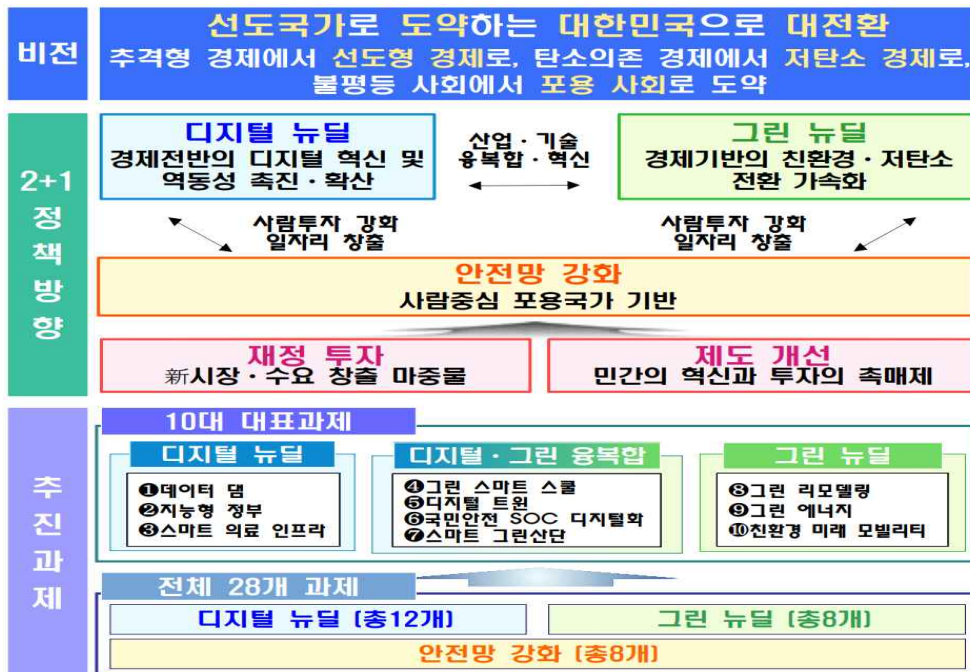 비전
선도국가로 도약하는 대한민국으로 대전환
추격형 경제에서 선도형 경제로, 탄소의존 경제에서 저탄소 경제로,
불평등 사회에서 포용 사회로 도약
2+1
정
책
방
향
디지털 뉴딜
경제전반의 디지털 혁신 및
역동성 촉진·확산
산업·기술
융복합·혁신
그린 뉴딜
경제기반의 친환경·저탄소
전환 가속화
사람투자 강화
일자리 창출
사람투자 강화
일자리 창출
안전망 강화
사람중심 포용국가 기반
재정 투자
新시장·수요 창출 마중물
제도 개선
민간의 혁신과 투자의 촉매제
추
진
과
제
10대 대표과제
디지털 뉴딜
❶데이터 댐
❷지능형 정부
❸스마트 의료 인프라
디지털·그린 융복합
❹그린 스마트 스쿨
❺디지털 트윈
❻국민안전 SOC 디지털화
❼스마트 그린산단
그린 뉴딜
❽그린 리모델링
❾그린 에너지
❿친환경 미래 모빌리티
전체 28개 과제
디지털 뉴딜 (총12개)
그린 뉴딜 (총8개)
안전망 강화 (총8개)